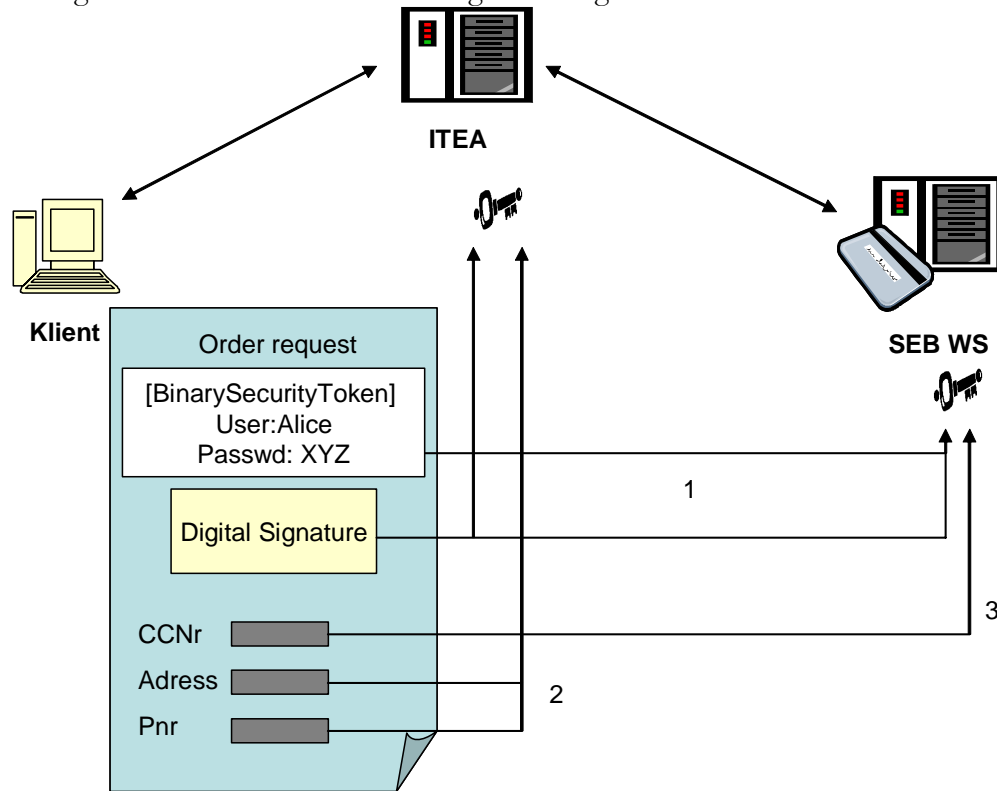 ITEA
Klient
SEB WS
Order request
[BinarySecurityToken]
User:Alice
Passwd: XYZ
1
Digital Signature
CCNr
3
Adress
2
Pnr